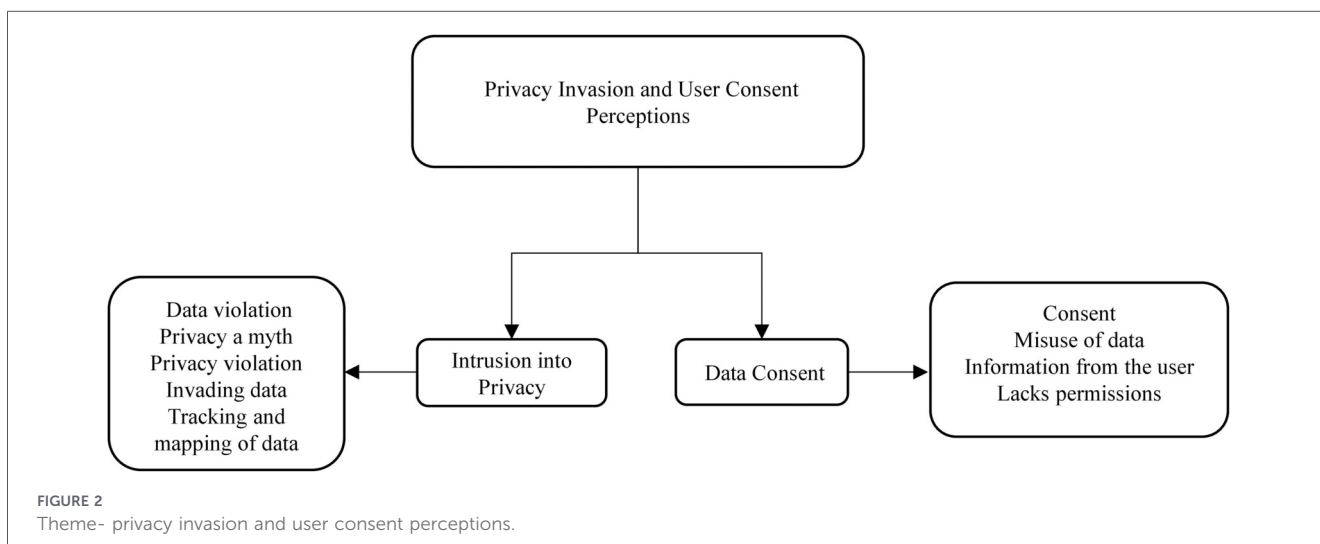 Privacy Invasion and User Consent
Perceptions
Data violation
Privacy a myth
Privacy violation
Invading data
Tracking and
mapping of data
Intrusion into
Privacy
Data Consent
Consent
Misuse of data
Information from the user
Lacks permissions
FIGURE 2
Theme- privacy invasion and user consent perceptions.